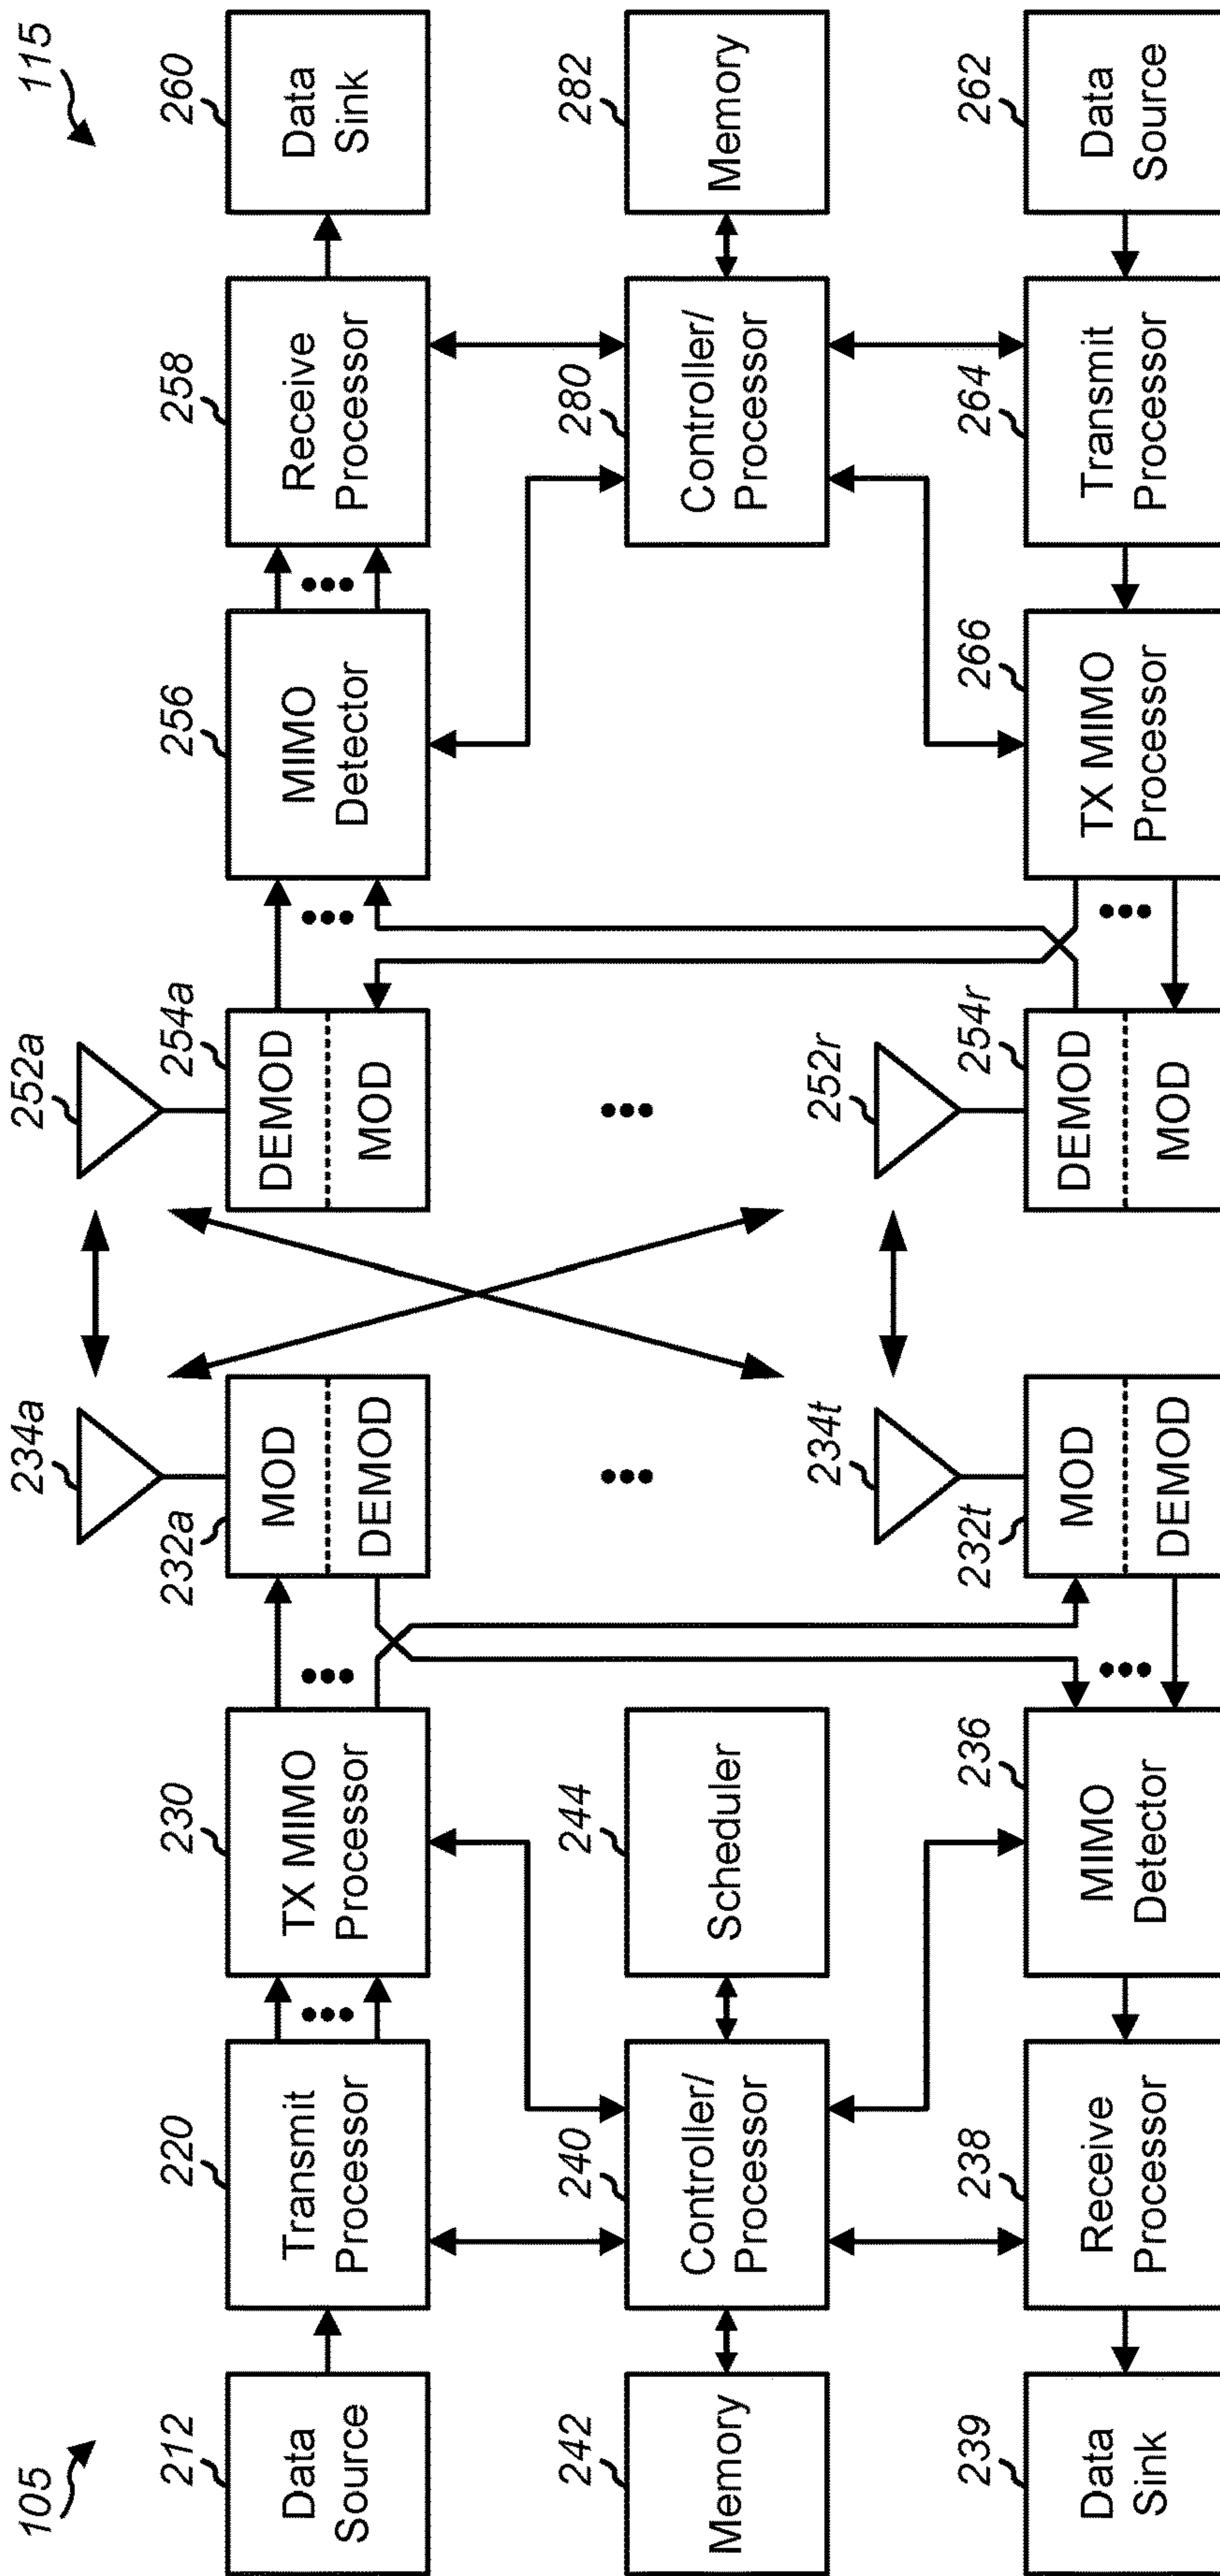 105
115
212
Data
Source
220
Transmit
Processor
230
TX MIMO
Processor
232a
MOD
DEMOD
234a
252a
254a
DEMOD
MOD
256
MIMO
Detector
258
Receive
Processor
260
Data
Sink
242
Memory
240
Controller/
Processor
244
Scheduler
280
Controller/
Processor
282
Memory
239
Data
Sink
238
Receive
Processor
236
MIMO
Detector
232t
MOD
DEMOD
234t
252r
254r
DEMOD
MOD
266
TX MIMO
Processor
264
Transmit
Processor
262
Data
Source